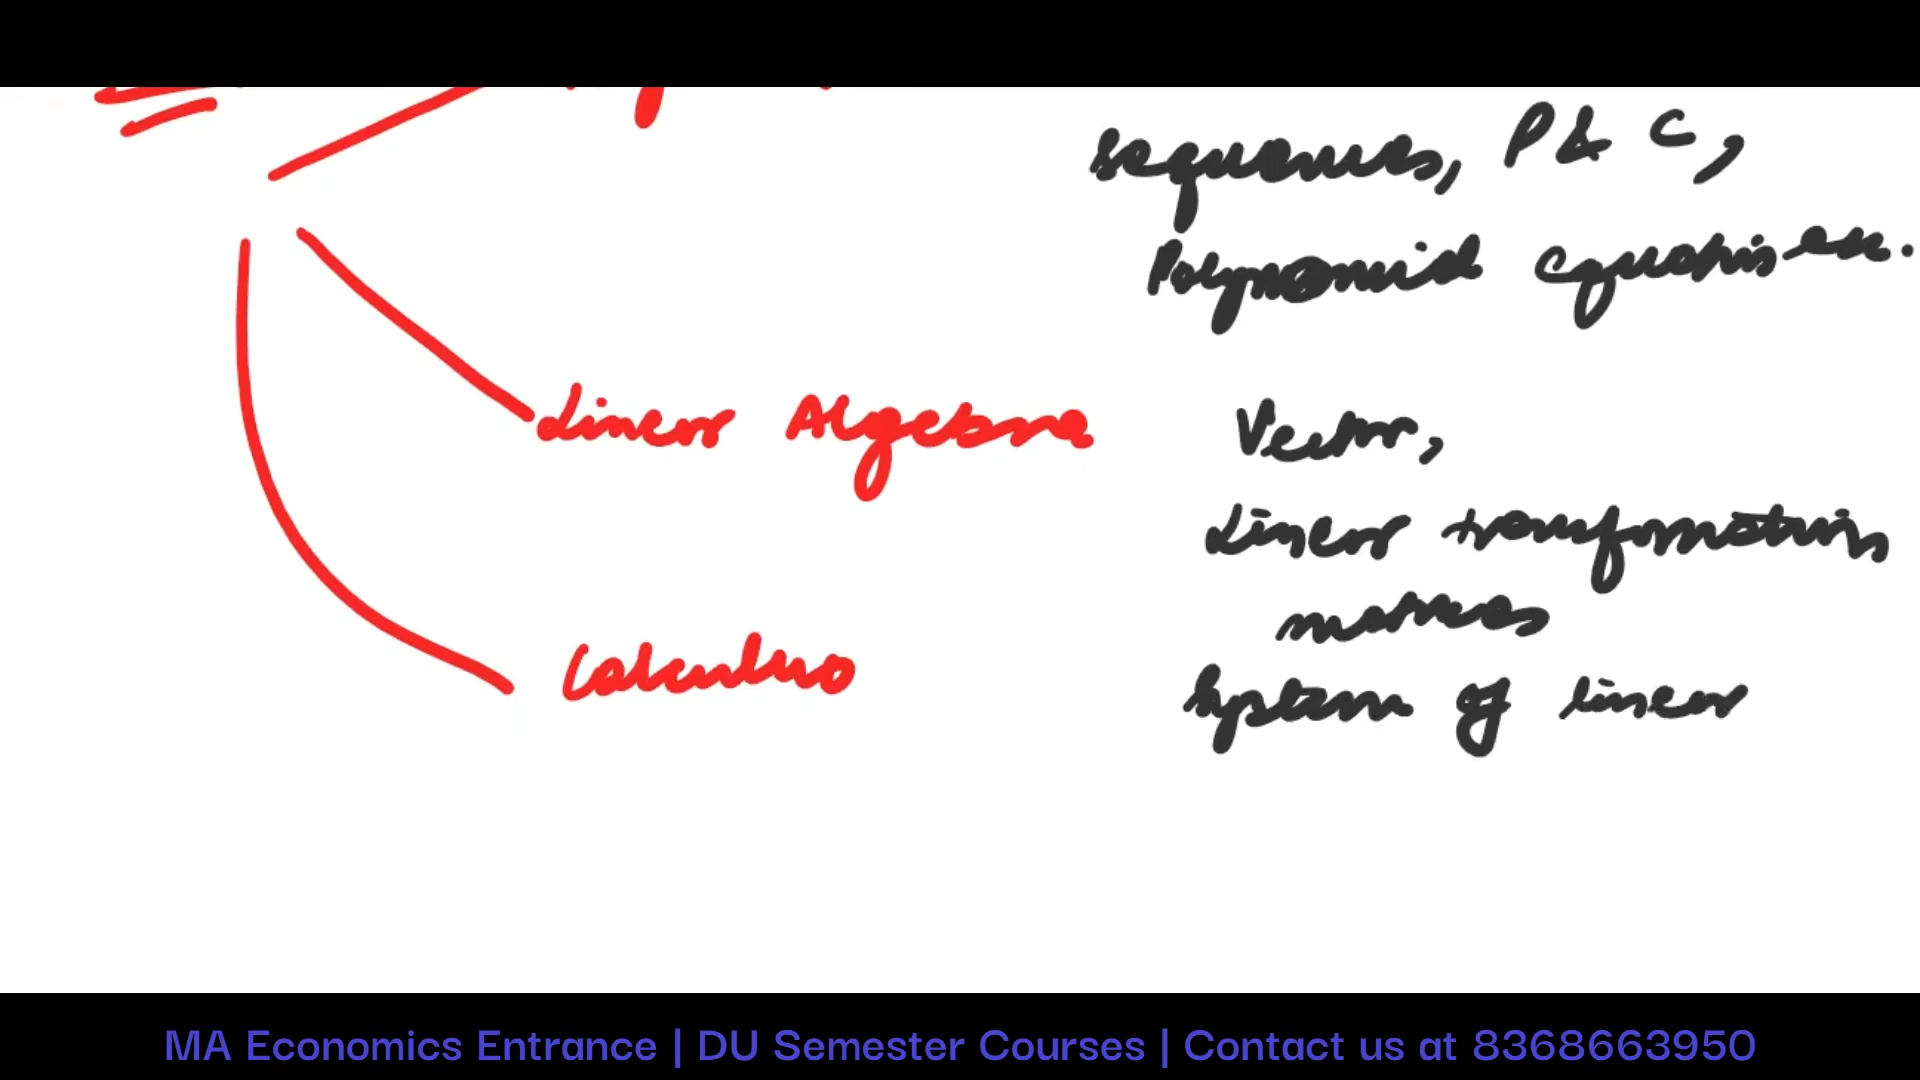 sequences, P & C,
Polynomial equations etc.
Linear Algebra
Vector,
Linear transformation
matrices
System of linear
Calculus
MA Economics Entrance | DU Semester Courses | Contact us at 8368663950